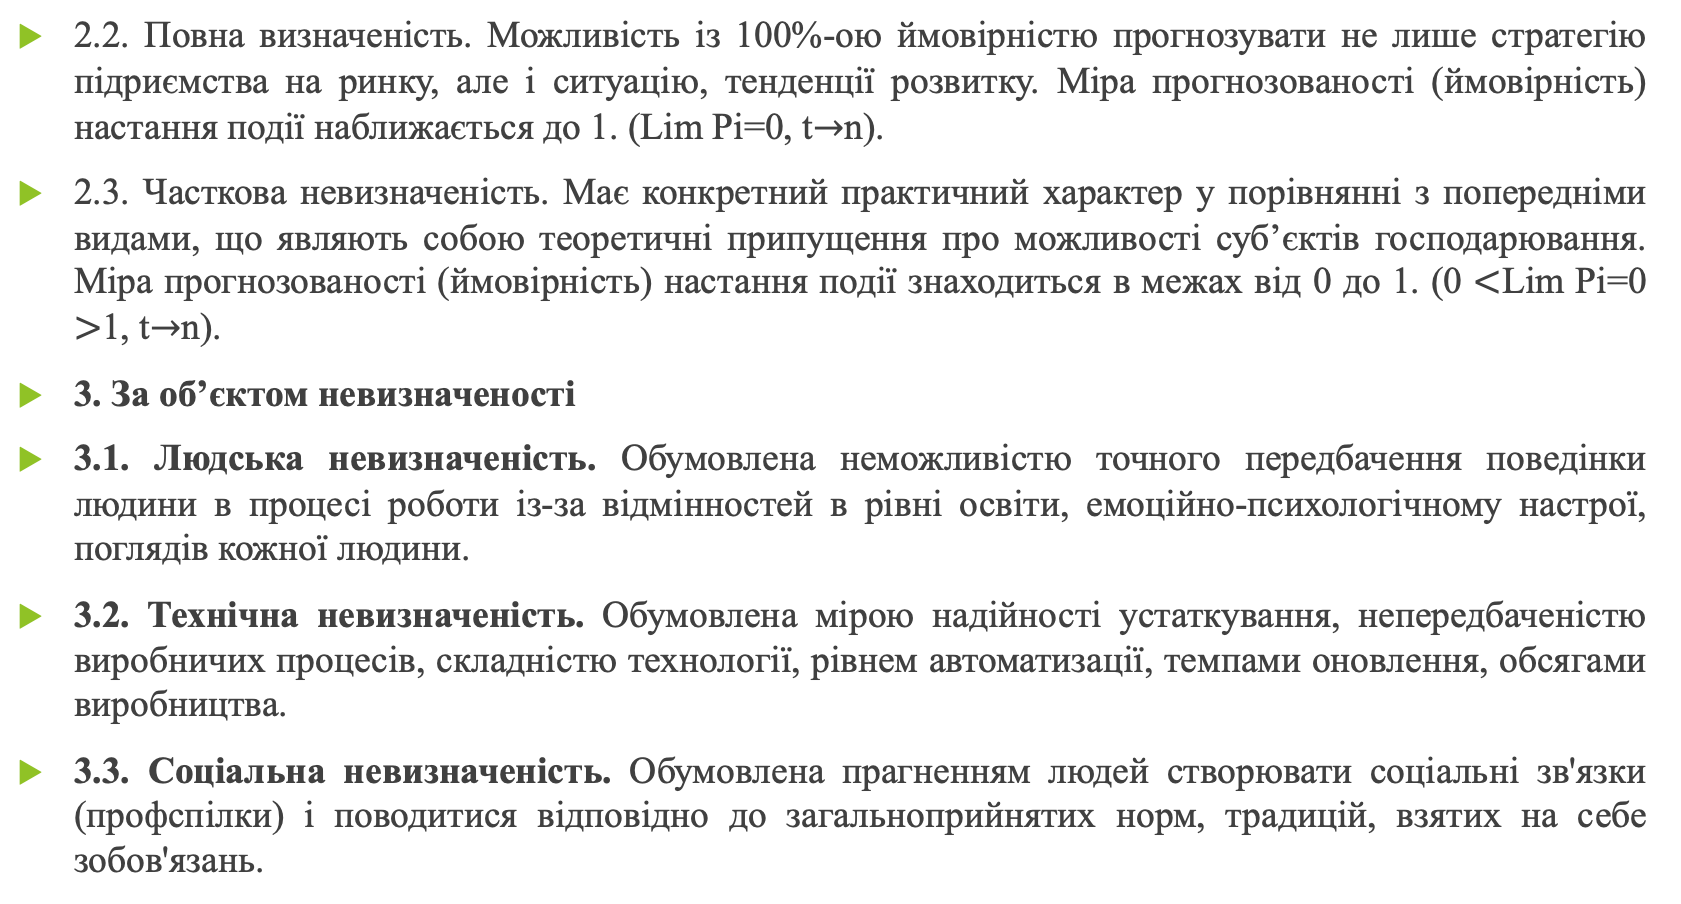 2.2. Повна визначеність. Можливість із 100%-ою ймовірністю прогнозувати не лише стратегію
підприємства на ринку, але і ситуацію, тенденції розвитку. Міра прогнозованості (ймовірність)
настання події наближається до 1. (Lim Pi=0, t→n).
2.3. Часткова невизначеність. Має конкретний практичний характер у порівнянні з попередніми
видами, що являють собою теоретичні припущення про можливості суб’єктів господарювання.
Міра прогнозованості (ймовірність) настання події знаходиться в межах від 0 до 1. (0 <Lim Pi=0
>1, t→n).
3. За об’єктом невизначеності
3.1. Людська невизначеність. Обумовлена неможливістю точного передбачення поведінки
людини в процесі роботи із-за відмінностей в рівні освіти, емоційно-психологічному настрої,
поглядів кожної людини.
3.2. Технічна невизначеність. Обумовлена мірою надійності устаткування, непередбаченістю
виробничих процесів, складністю технології, рівнем автоматизації, темпами оновлення, обсягами
виробництва.
3.3. Соціальна невизначеність. Обумовлена прагненням людей створювати соціальні зв'язки
(профспілки) і поводитися відповідно до загальноприйнятих норм, традицій, взятих на себе
зобов'язань.